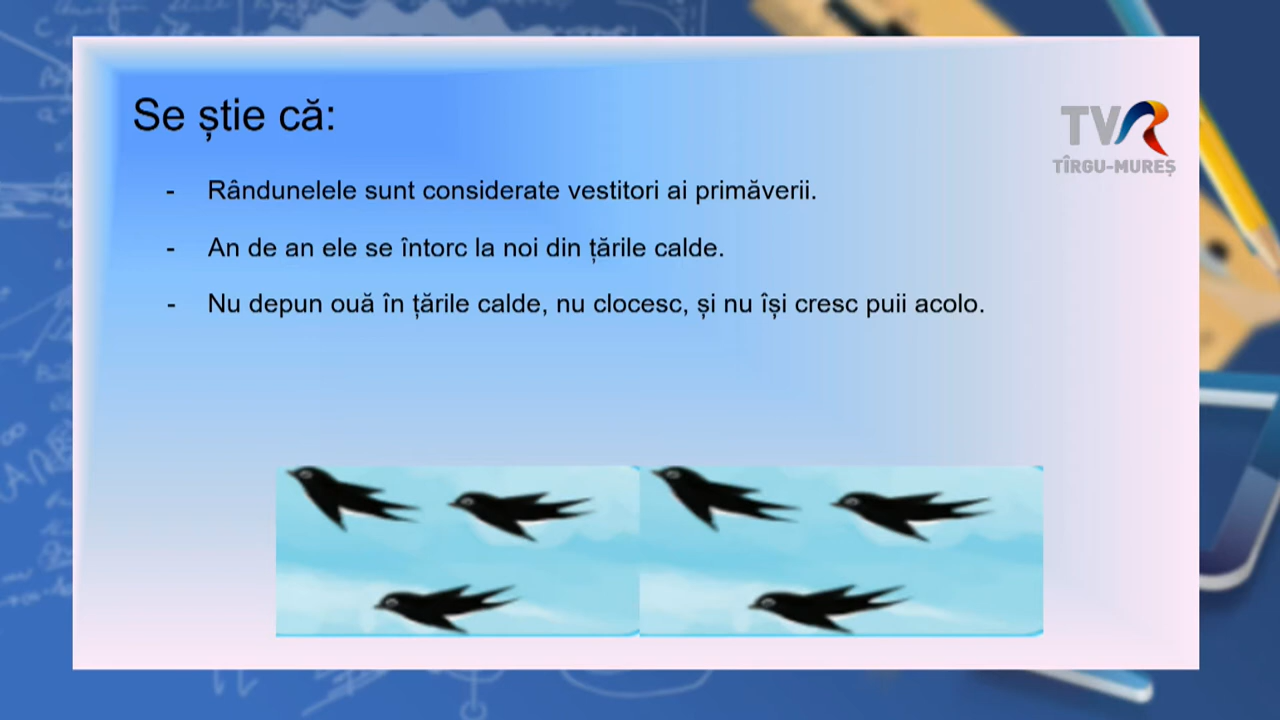 Se știe că:
TVR
TÎRGU-MUREȘ
- Rândunelele sunt considerate vestitori ai primăverii.
- An de an ele se întorc la noi din țările calde.
- Nu depun ouă în țările calde, nu clocesc, și nu își cresc puii acolo.